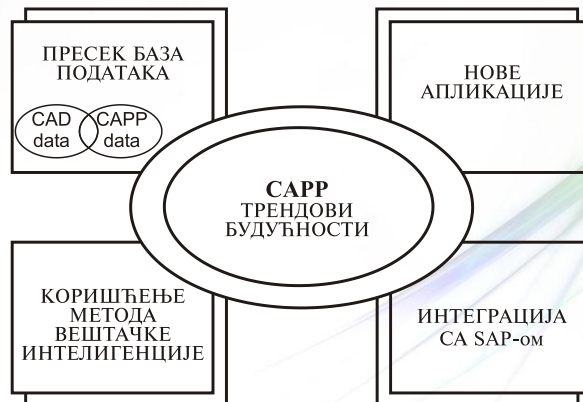 ПРЕСЕК БАЗА
ПОДАТАКА
CAD
data
CAPP
data
НОВЕ
АПЛИКАЦИЈЕ
CAPP
ТРЕНДОВИ
БУДУЋНОСТИ
КОРИШЋЕЊЕ
МЕТОДА
ВЕШТАЧКЕ
ИНТЕЛИГЕНЦИЈЕ
ИНТЕГРАЦИЈА
СА SAP-ом